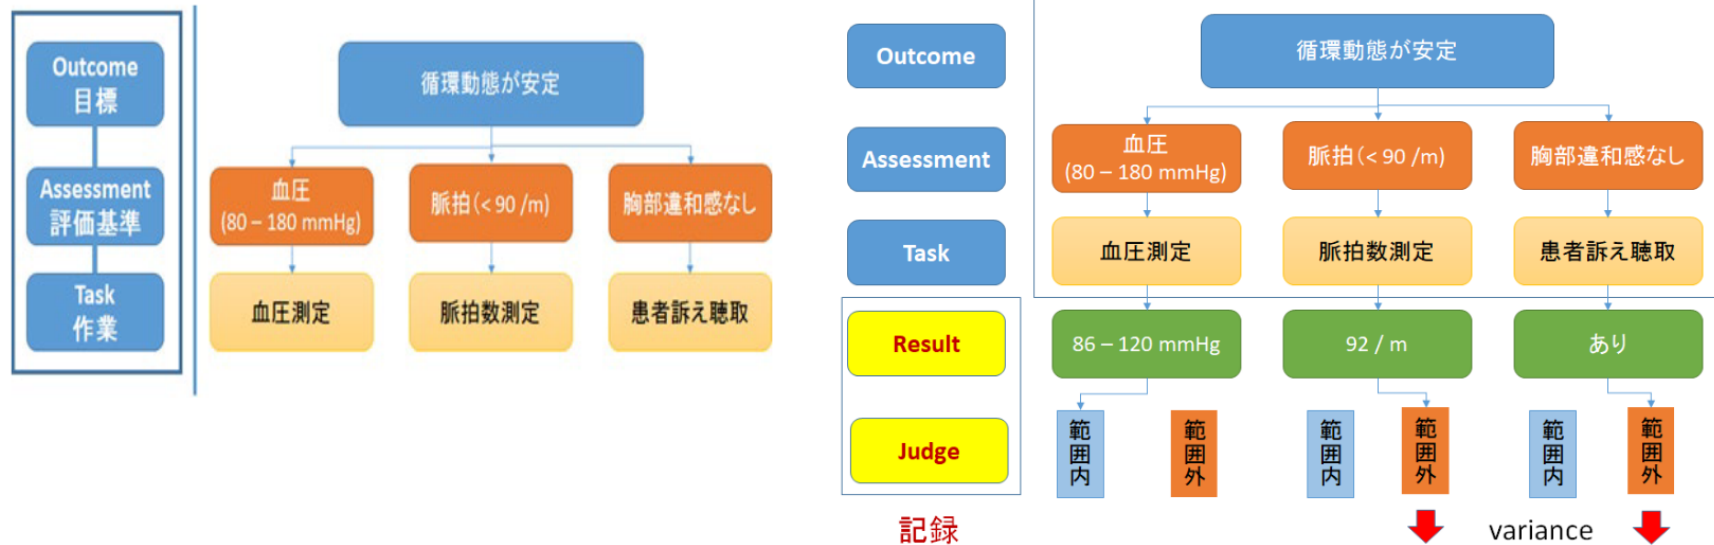 Outcome
目標
Assessment
評価基準
Task
作業
循環動態が安定
血圧
(80 – 180 mmHg)
脈拍(< 90 /m)
胸部違和感なし
血圧測定
脈拍数測定
患者訴え聴取
Outcome
Assessment
Task
Result
Judge
記録
循環動態が安定
血圧
(80 – 180 mmHg)
脈拍(< 90 /m)
胸部違和感なし
血圧測定
脈拍数測定
患者訴え聴取
86 – 120 mmHg
92 / m
あり
範囲内
範囲外
範囲内
範囲外
範囲内
範囲外
variance